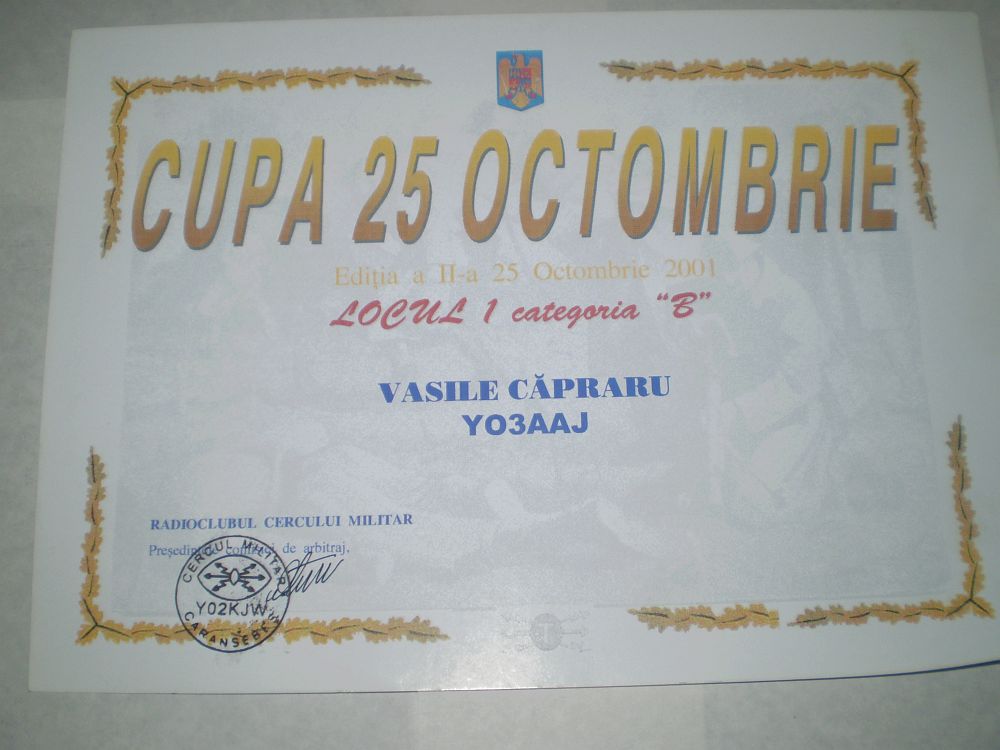 CUPA 25 OCTOMBRIE
Ediția a II-a 25 Octombrie 2001
LOCUL 1 categoria “B”
VASILE CĂPRARU
YO3AAJ
RADIOCLUBUL CERCULUI MILITAR
Președintele comisiei de arbitraj,
CERCUL MILITAR
YO2KJW
CARANSEBEȘ